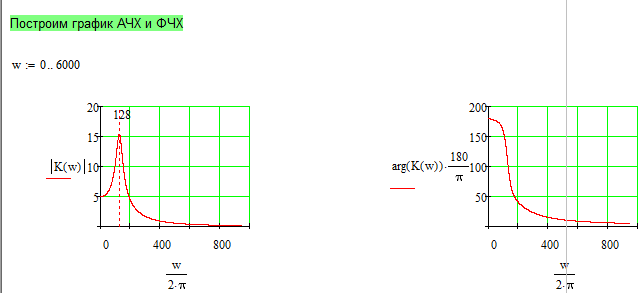 Построим график АЧХ и ФЧХ
w := 0.. 6000
20
128
15
|K(w)| 10
5
0 400 800
w
2·π
200
150
arg(K(w))· 180
π
100
50
0 400 800
w
2·π